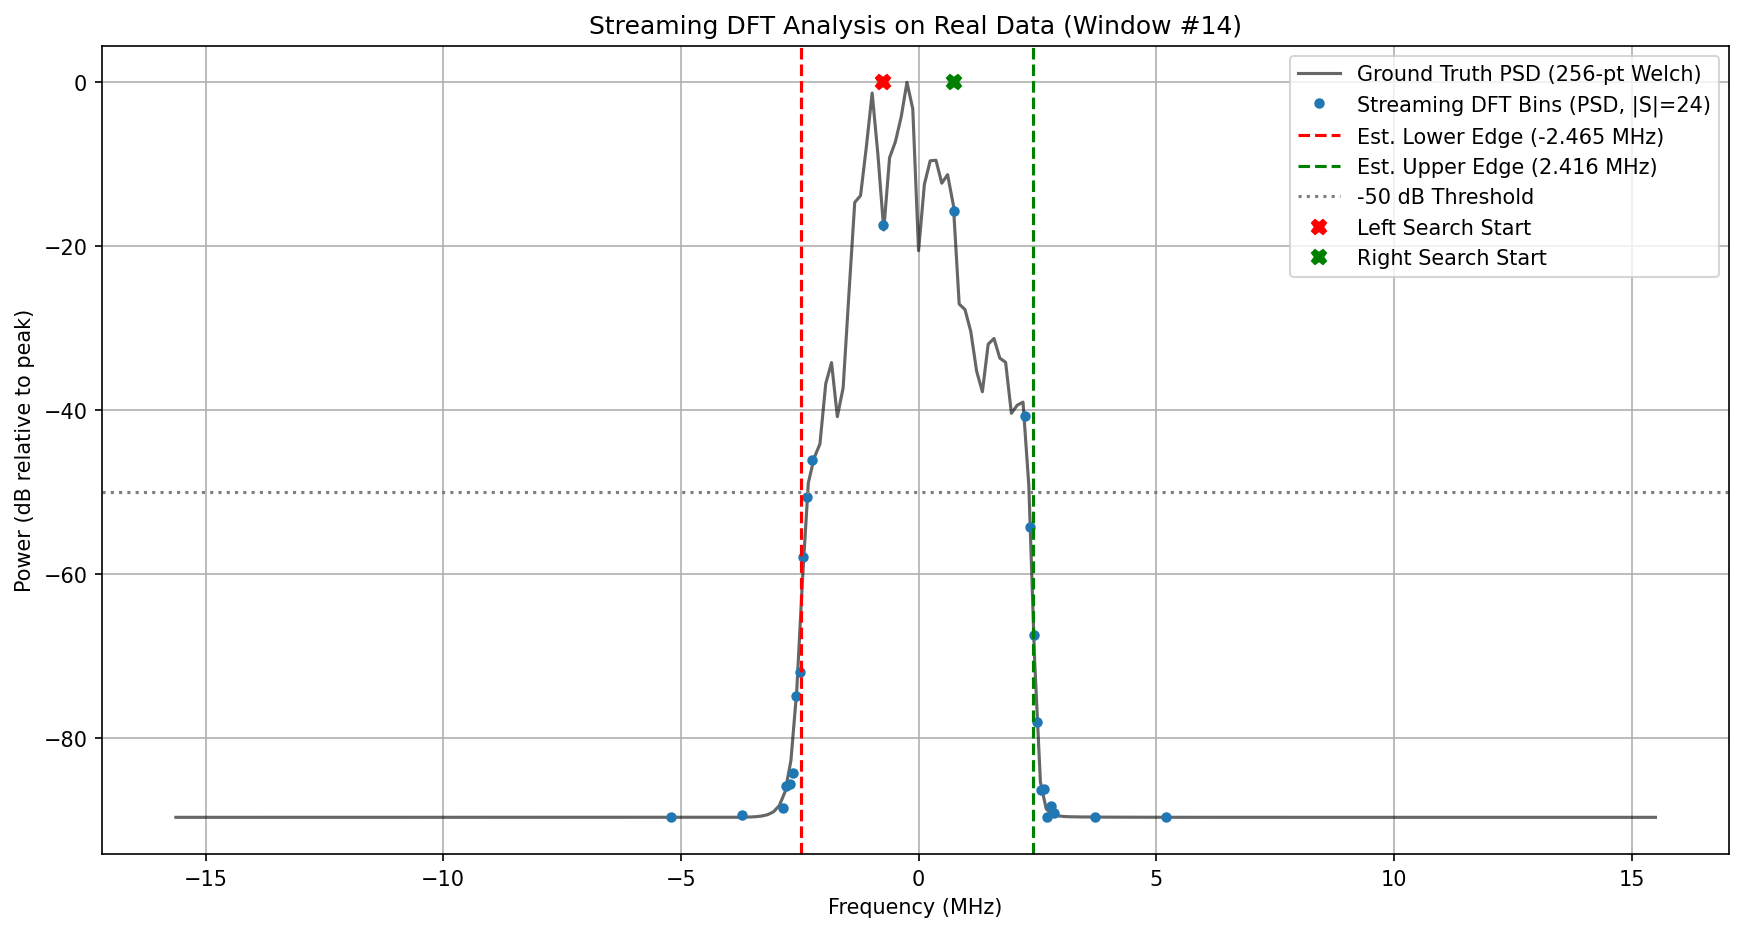 Streaming DFT Analysis on Real Data (Window #14)
Ground Truth PSD (256-pt Welch)
Streaming DFT Bins (PSD, |S|=24)
Est. Lower Edge (-2.465 MHz)
Est. Upper Edge (2.416 MHz)
-50 dB Threshold
Left Search Start
Right Search Start
Power (dB relative to peak)
0
−20
−40
−60
−80
−15
−10
−5
0
5
10
15
Frequency (MHz)